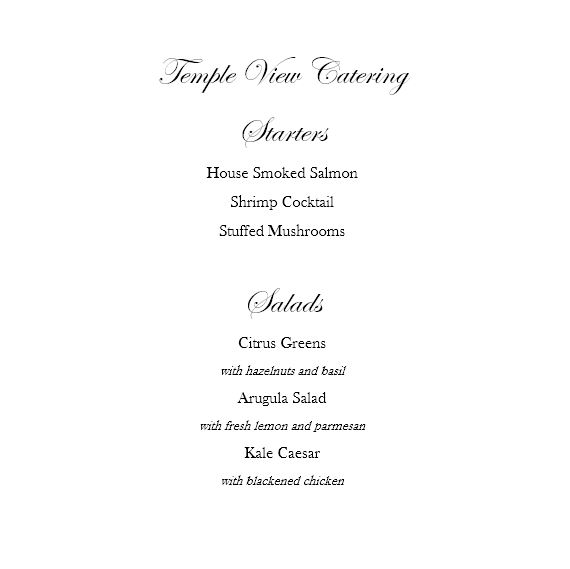 Temple View Catering
Starters
House Smoked Salmon
Shrimp Cocktail
Stuffed Mushrooms
Salads
Citrus Greens
with hazelnuts and basil
Arugula Salad
with fresh lemon and parmesan
Kale Caesar
with blackened chicken